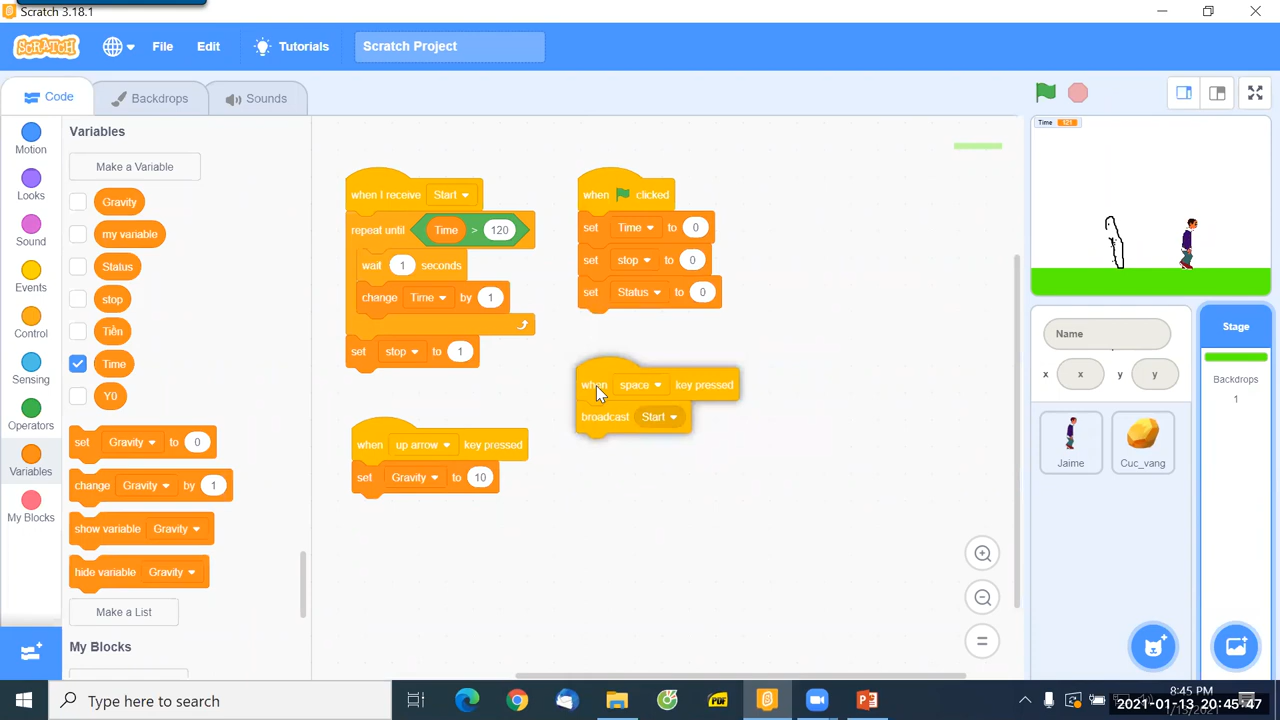 Scratch 3.18.1
SCRATCH
File
Edit
Tutorials
Scratch Project
Code
Backdrops
Sounds
Motion
Looks
Sound
Events
Control
Sensing
Operators
Variables
My Blocks
Variables
Make a Variable
Gravity
my variable
Status
stop
Tiền
Time
Y0
set Gravity to 0
change Gravity by 1
show variable Gravity
hide variable Gravity
Make a List
My Blocks
when I receive Start
repeat until Time > 120
wait 1 seconds
change Time by 1
set stop to 1
when up arrow key pressed
set Gravity to 10
when clicked
set Time to 0
set stop to 0
set Status to 0
when space key pressed
broadcast Start
Time 121
Name
x x y y
Jaime
Cuc_vang
Stage
Backdrops
1
Type here to search
PDF
8:45 PM
2021-01-13 20:45:47